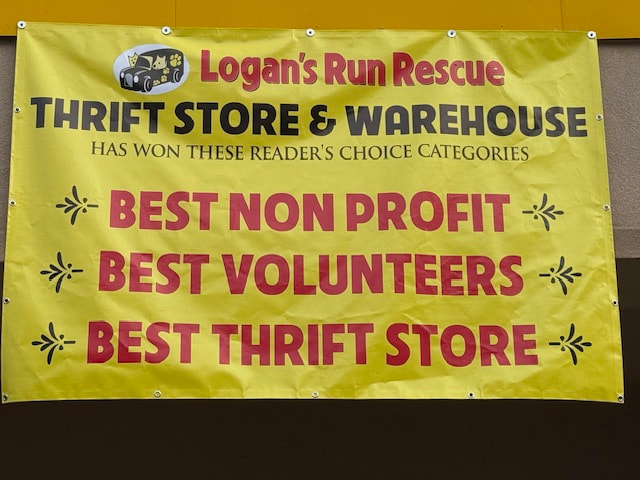 Logan's Run Rescue
THRIFT STORE & WAREHOUSE
HAS WON THESE READER'S CHOICE CATEGORIES
BEST NON PROFIT
BEST VOLUNTEERS
BEST THRIFT STORE